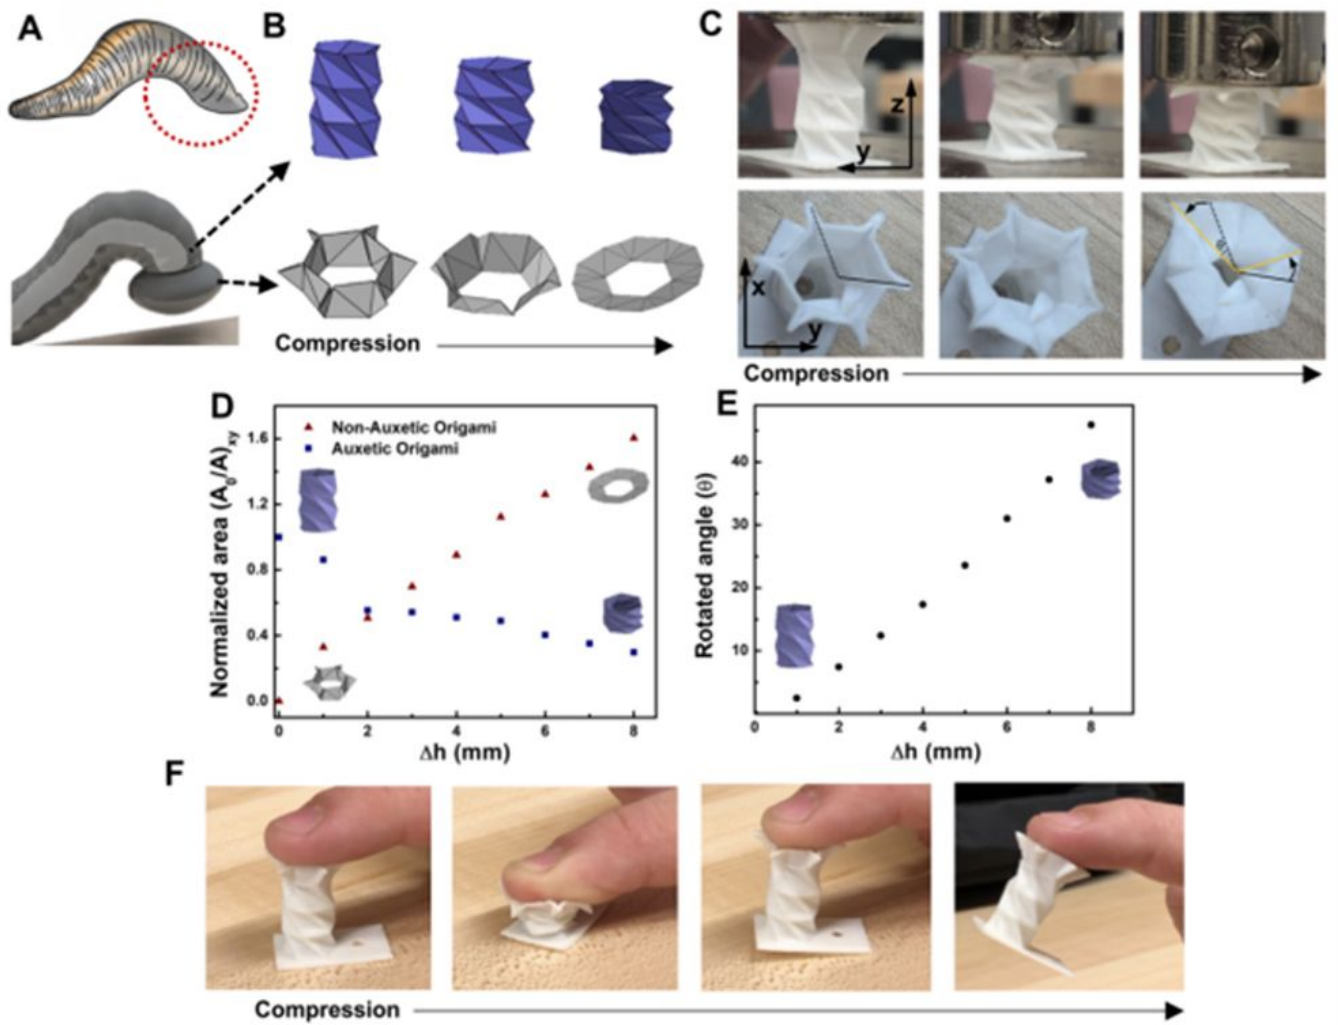 A
B
Compression
C
z
y
x
y
θ
Compression
D
Non-Auxetic Origami
Auxetic Origami
Normalized area (A₀/A)xy
1.6
1.2
0.8
0.4
0.0
0
2
4
6
8
Δh (mm)
E
Rotated angle (θ)
40
30
20
10
0
2
4
6
8
Δh (mm)
F
Compression